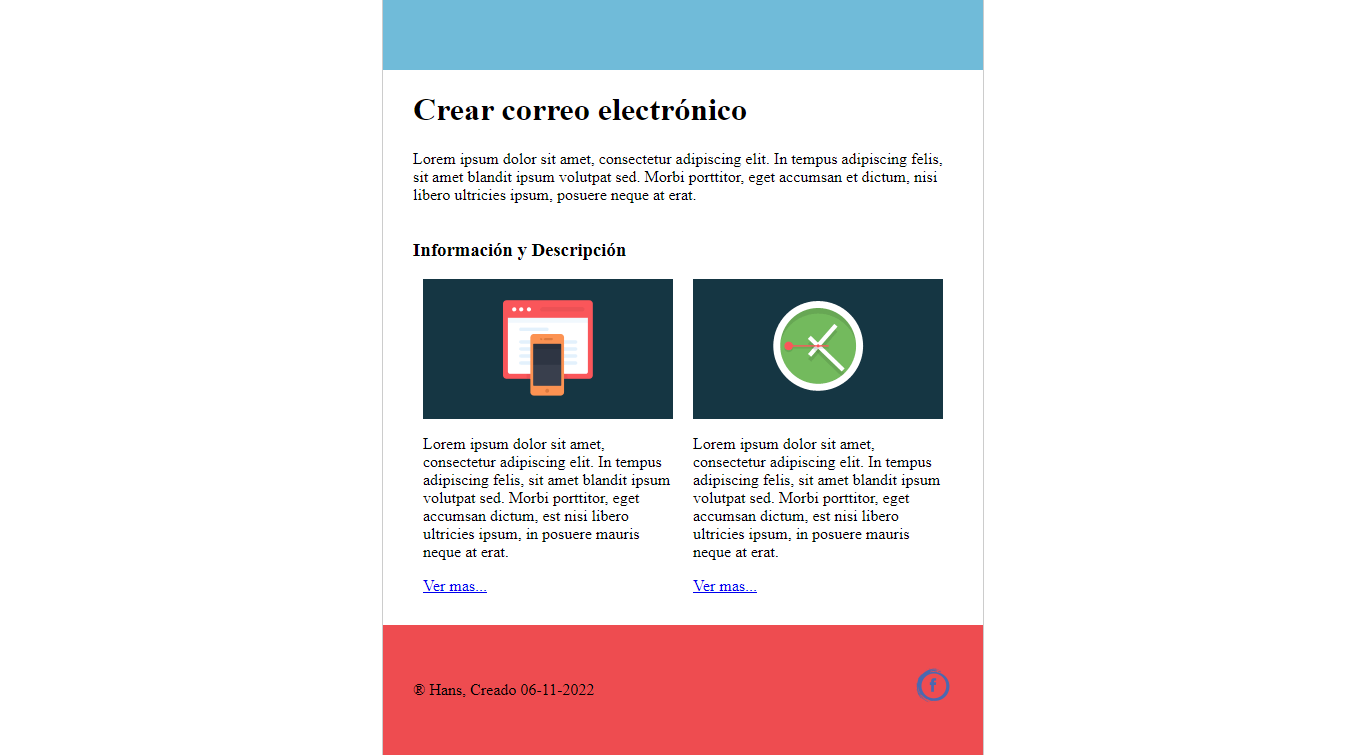 Crear correo electrónico
Lorem ipsum dolor sit amet, consectetur adipiscing elit. In tempus adipiscing felis,
sit amet blandit ipsum volutpat sed. Morbi porttitor, eget accumsan et dictum, nisi
libero ultricies ipsum, posuere neque at erat.
Información y Descripción
Lorem ipsum dolor sit amet,
consectetur adipiscing elit. In tempus
adipiscing felis, sit amet blandit ipsum
volutpat sed. Morbi porttitor, eget
accumsan dictum, est nisi libero
ultricies ipsum, in posuere mauris
neque at erat.
Ver mas...
Lorem ipsum dolor sit amet,
consectetur adipiscing elit. In tempus
adipiscing felis, sit amet blandit ipsum
volutpat sed. Morbi porttitor, eget
accumsan dictum, est nisi libero
ultricies ipsum, in posuere mauris
neque at erat.
Ver mas...
® Hans, Creado 06-11-2022